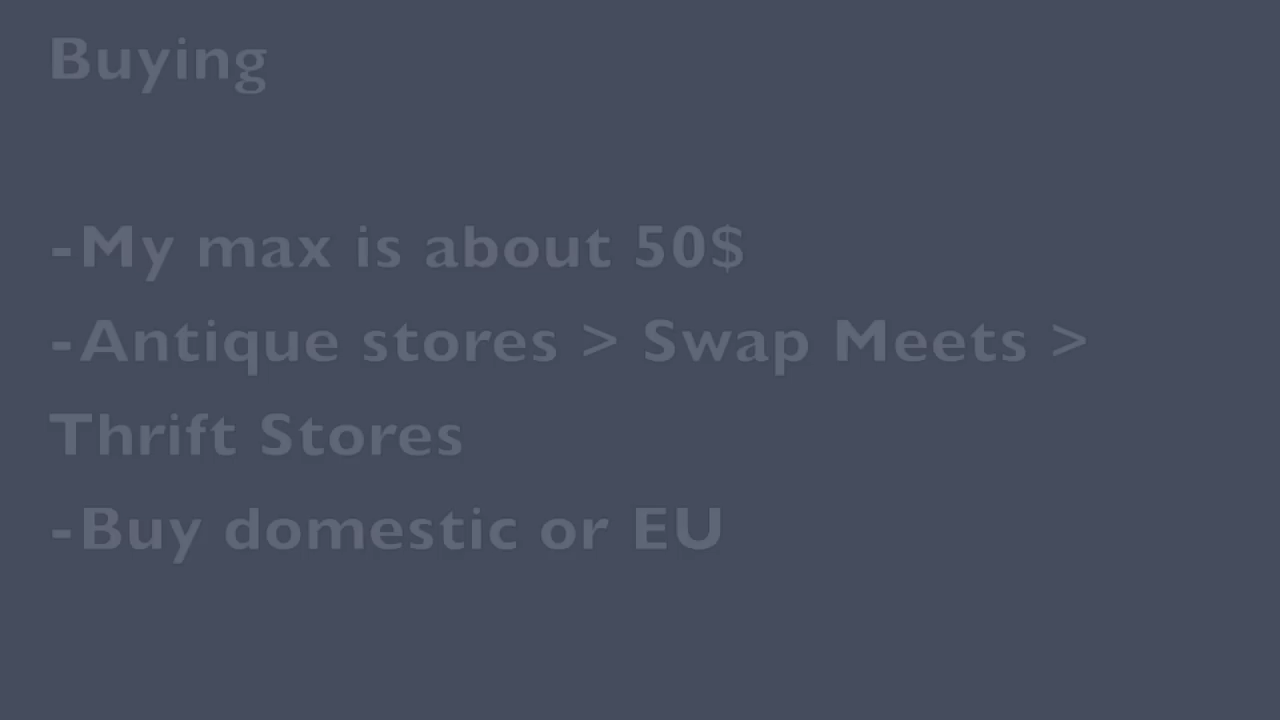 Buying
-My max is about 50$
-Antique stores > Swap Meets >
Thrift Stores
-Buy domestic or EU